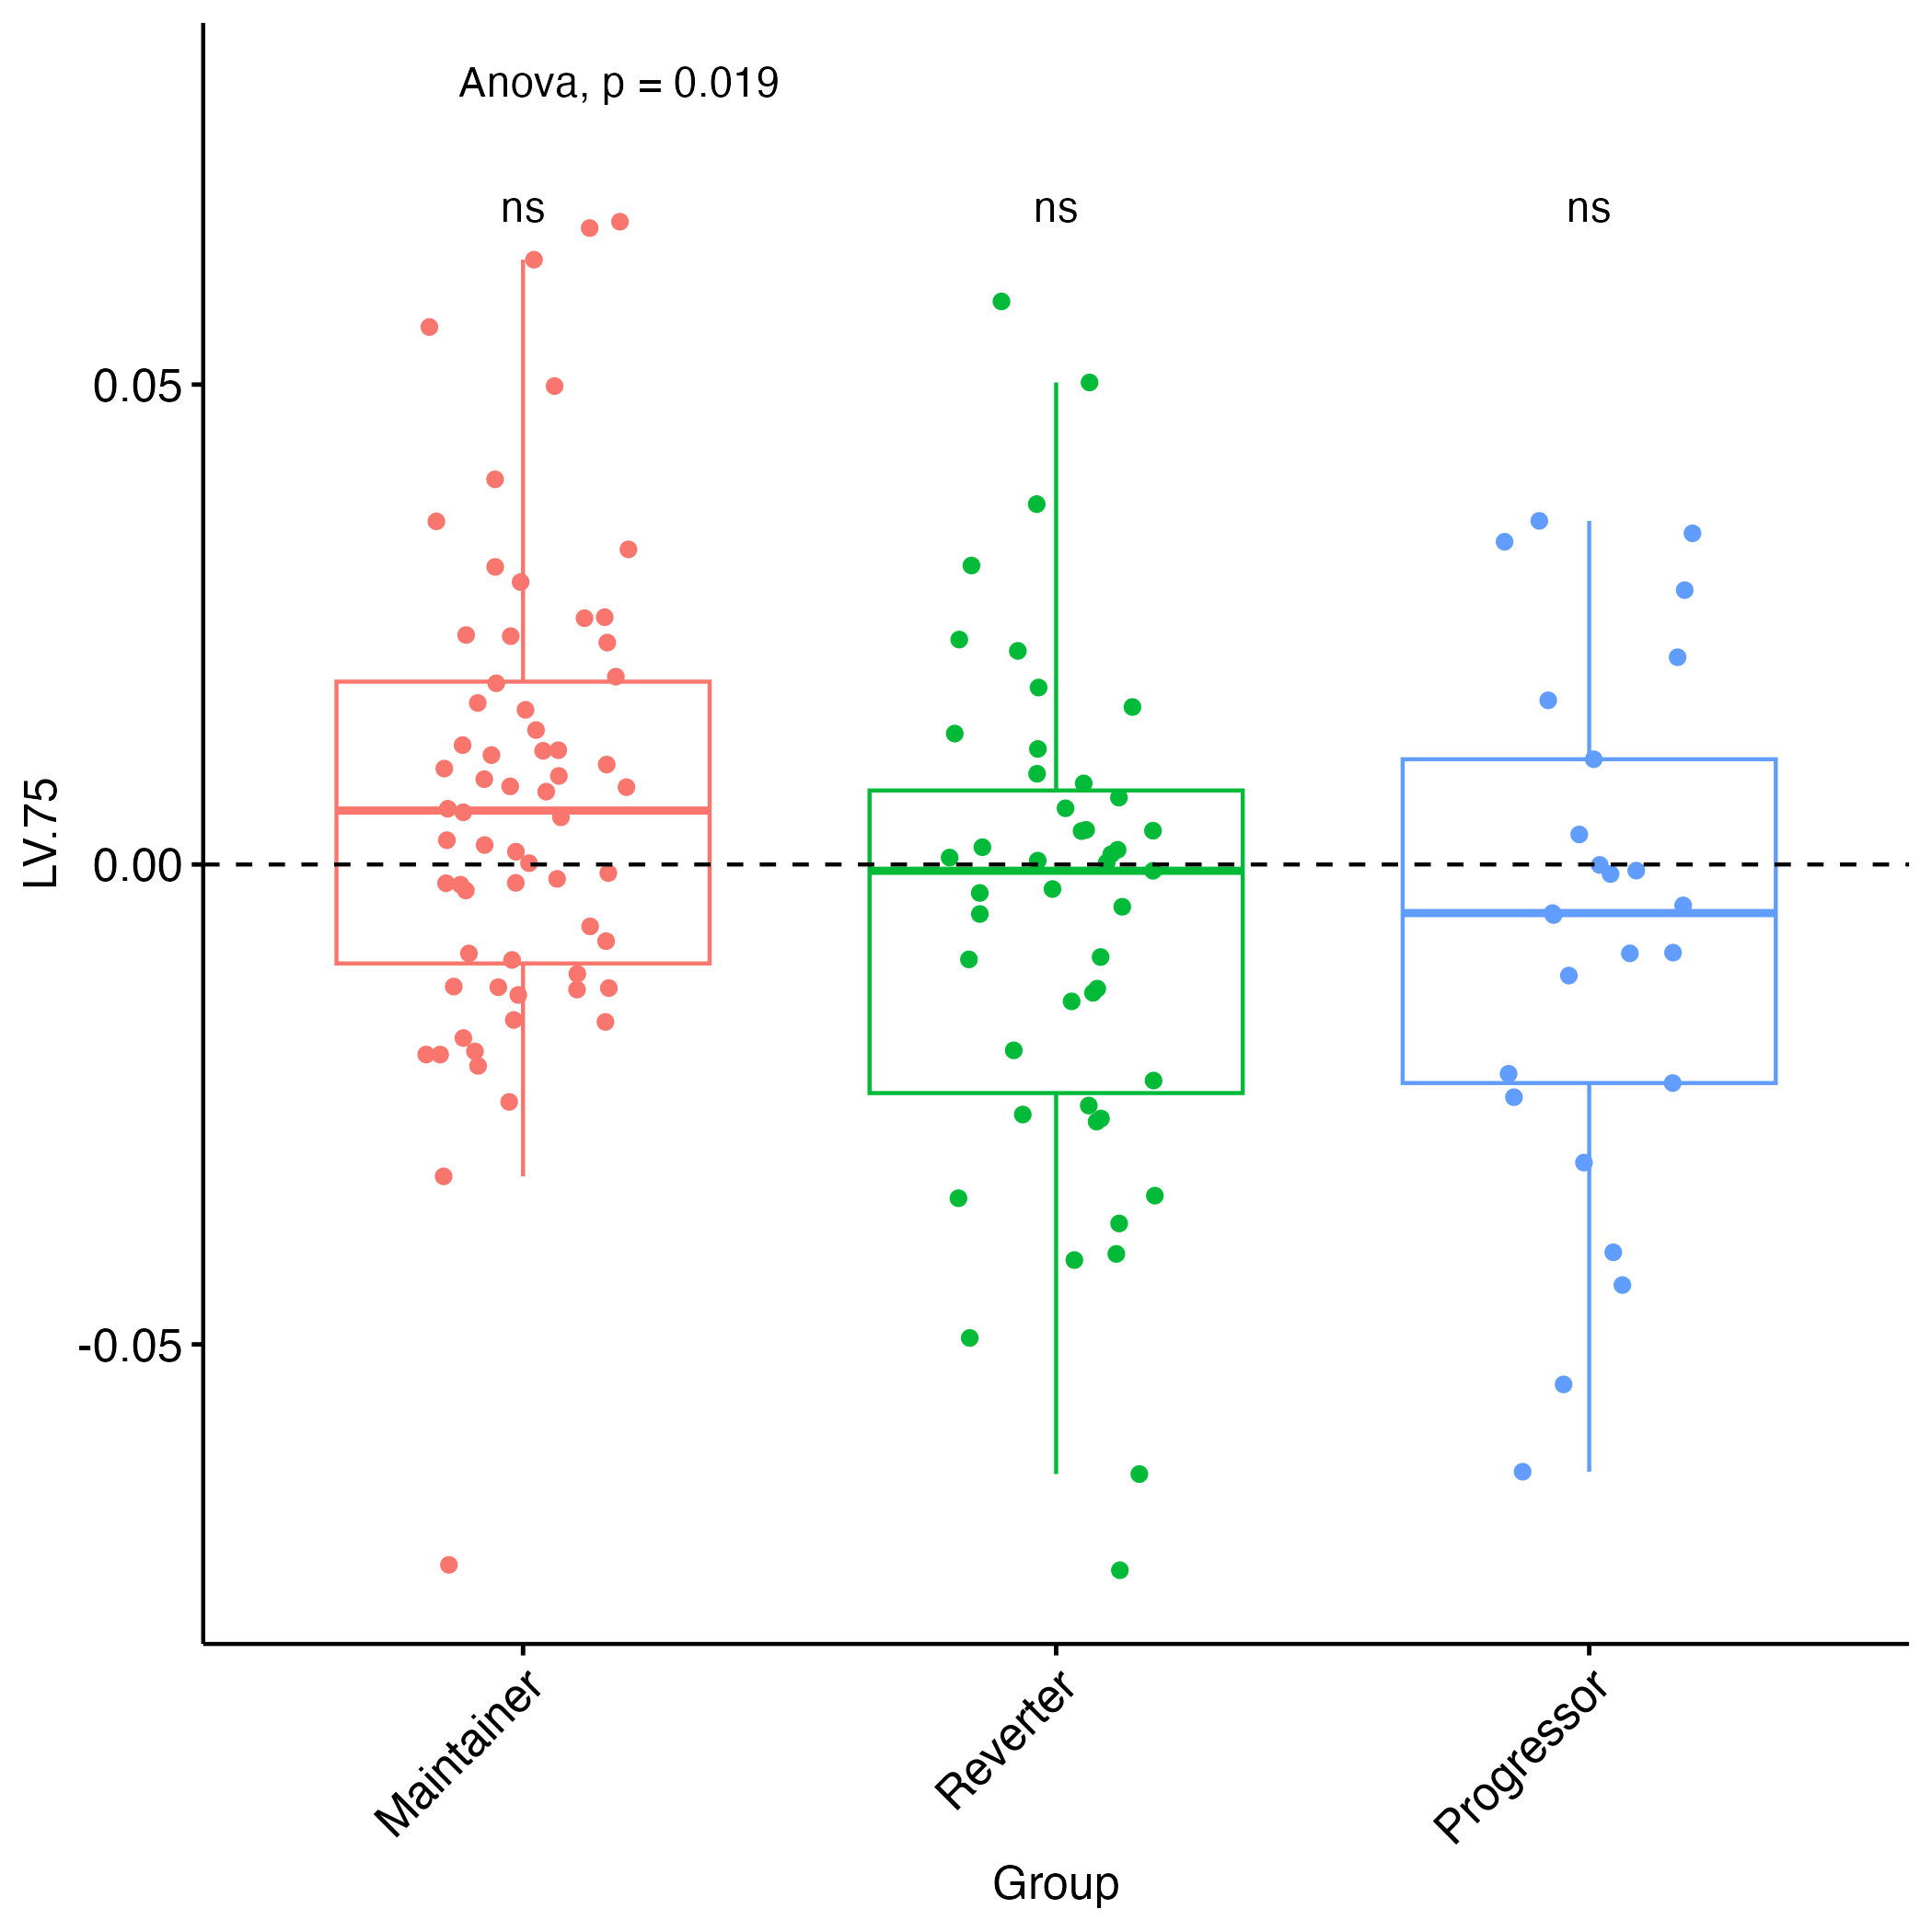 Anova, p = 0.019
ns
ns
ns
0.05
0.00
-0.05
LV.75
Maintainer
Reverter
Progressor
Group